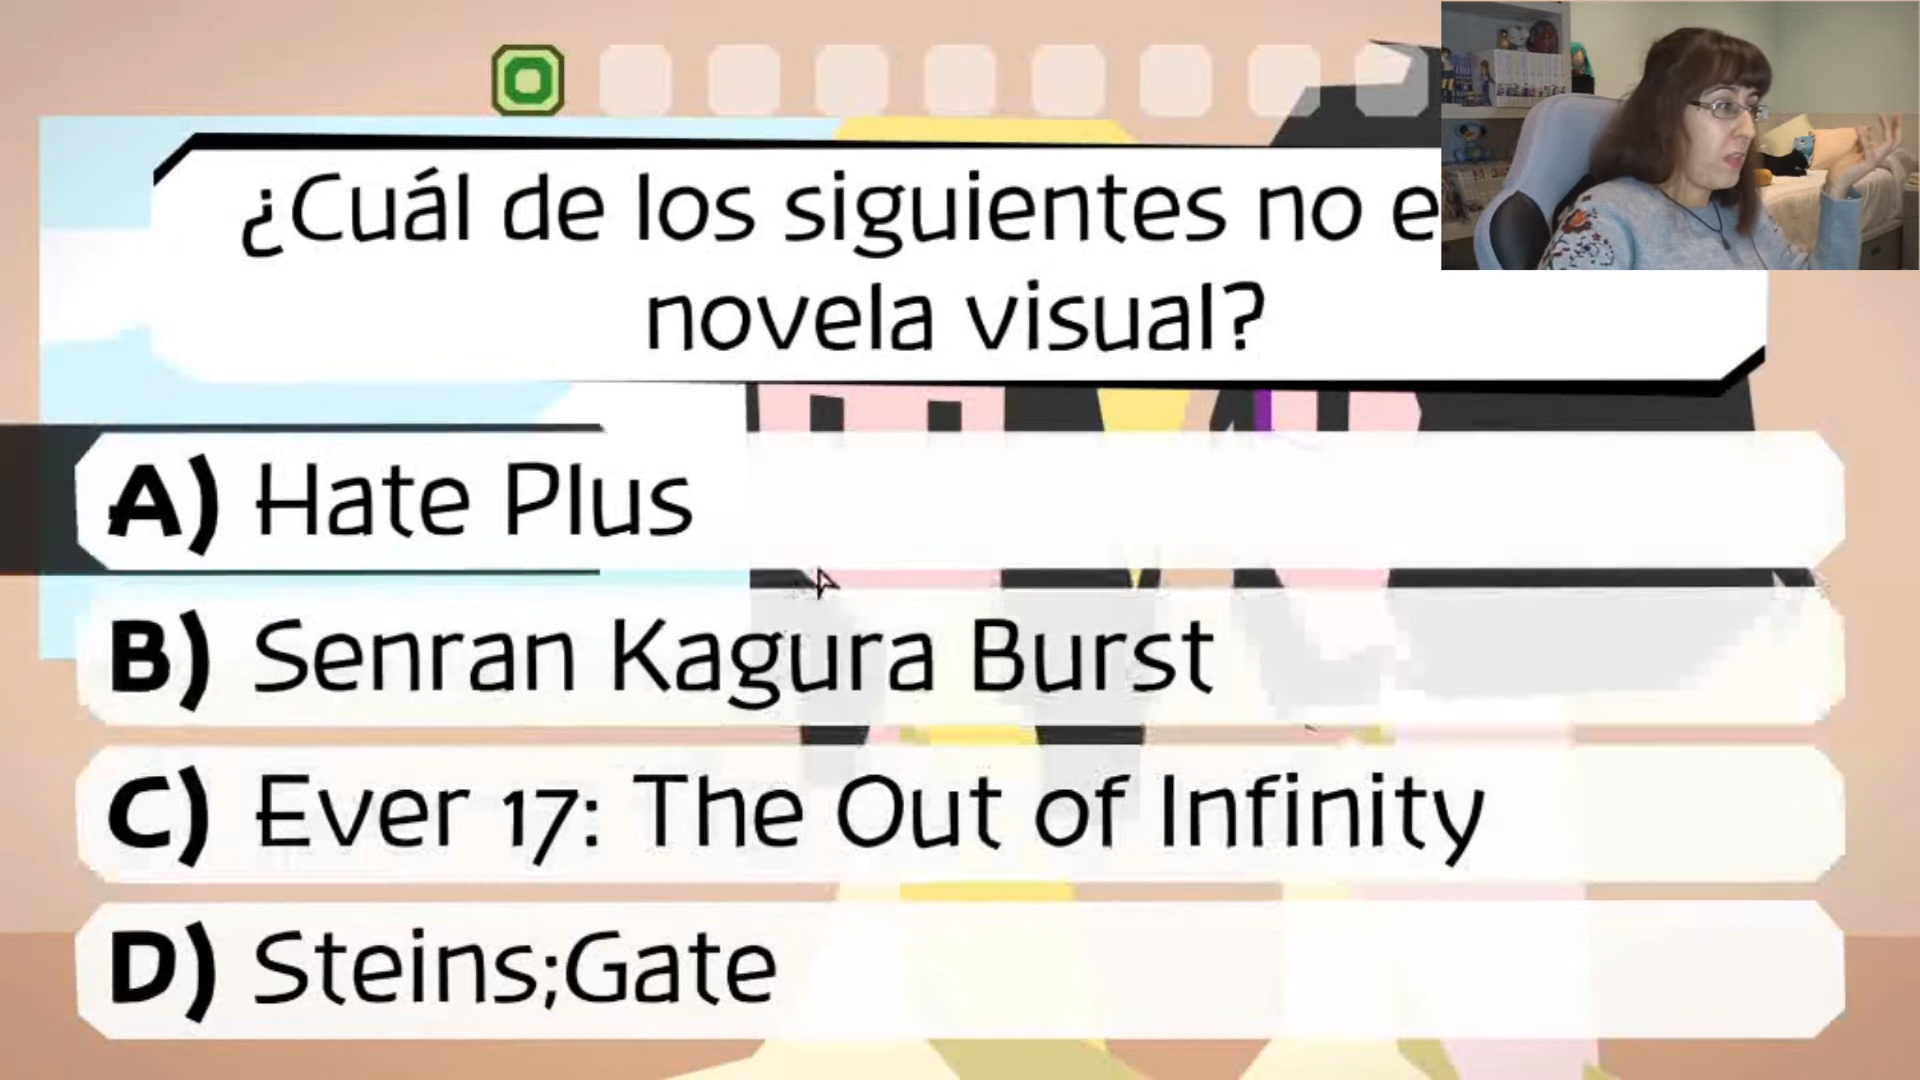 ¿Cuál de los siguientes no
novela visual?
A) Hate Plus
B) Senran Kagura Burst
C) Ever 17: The Out of Infinity
D) Steins;Gate